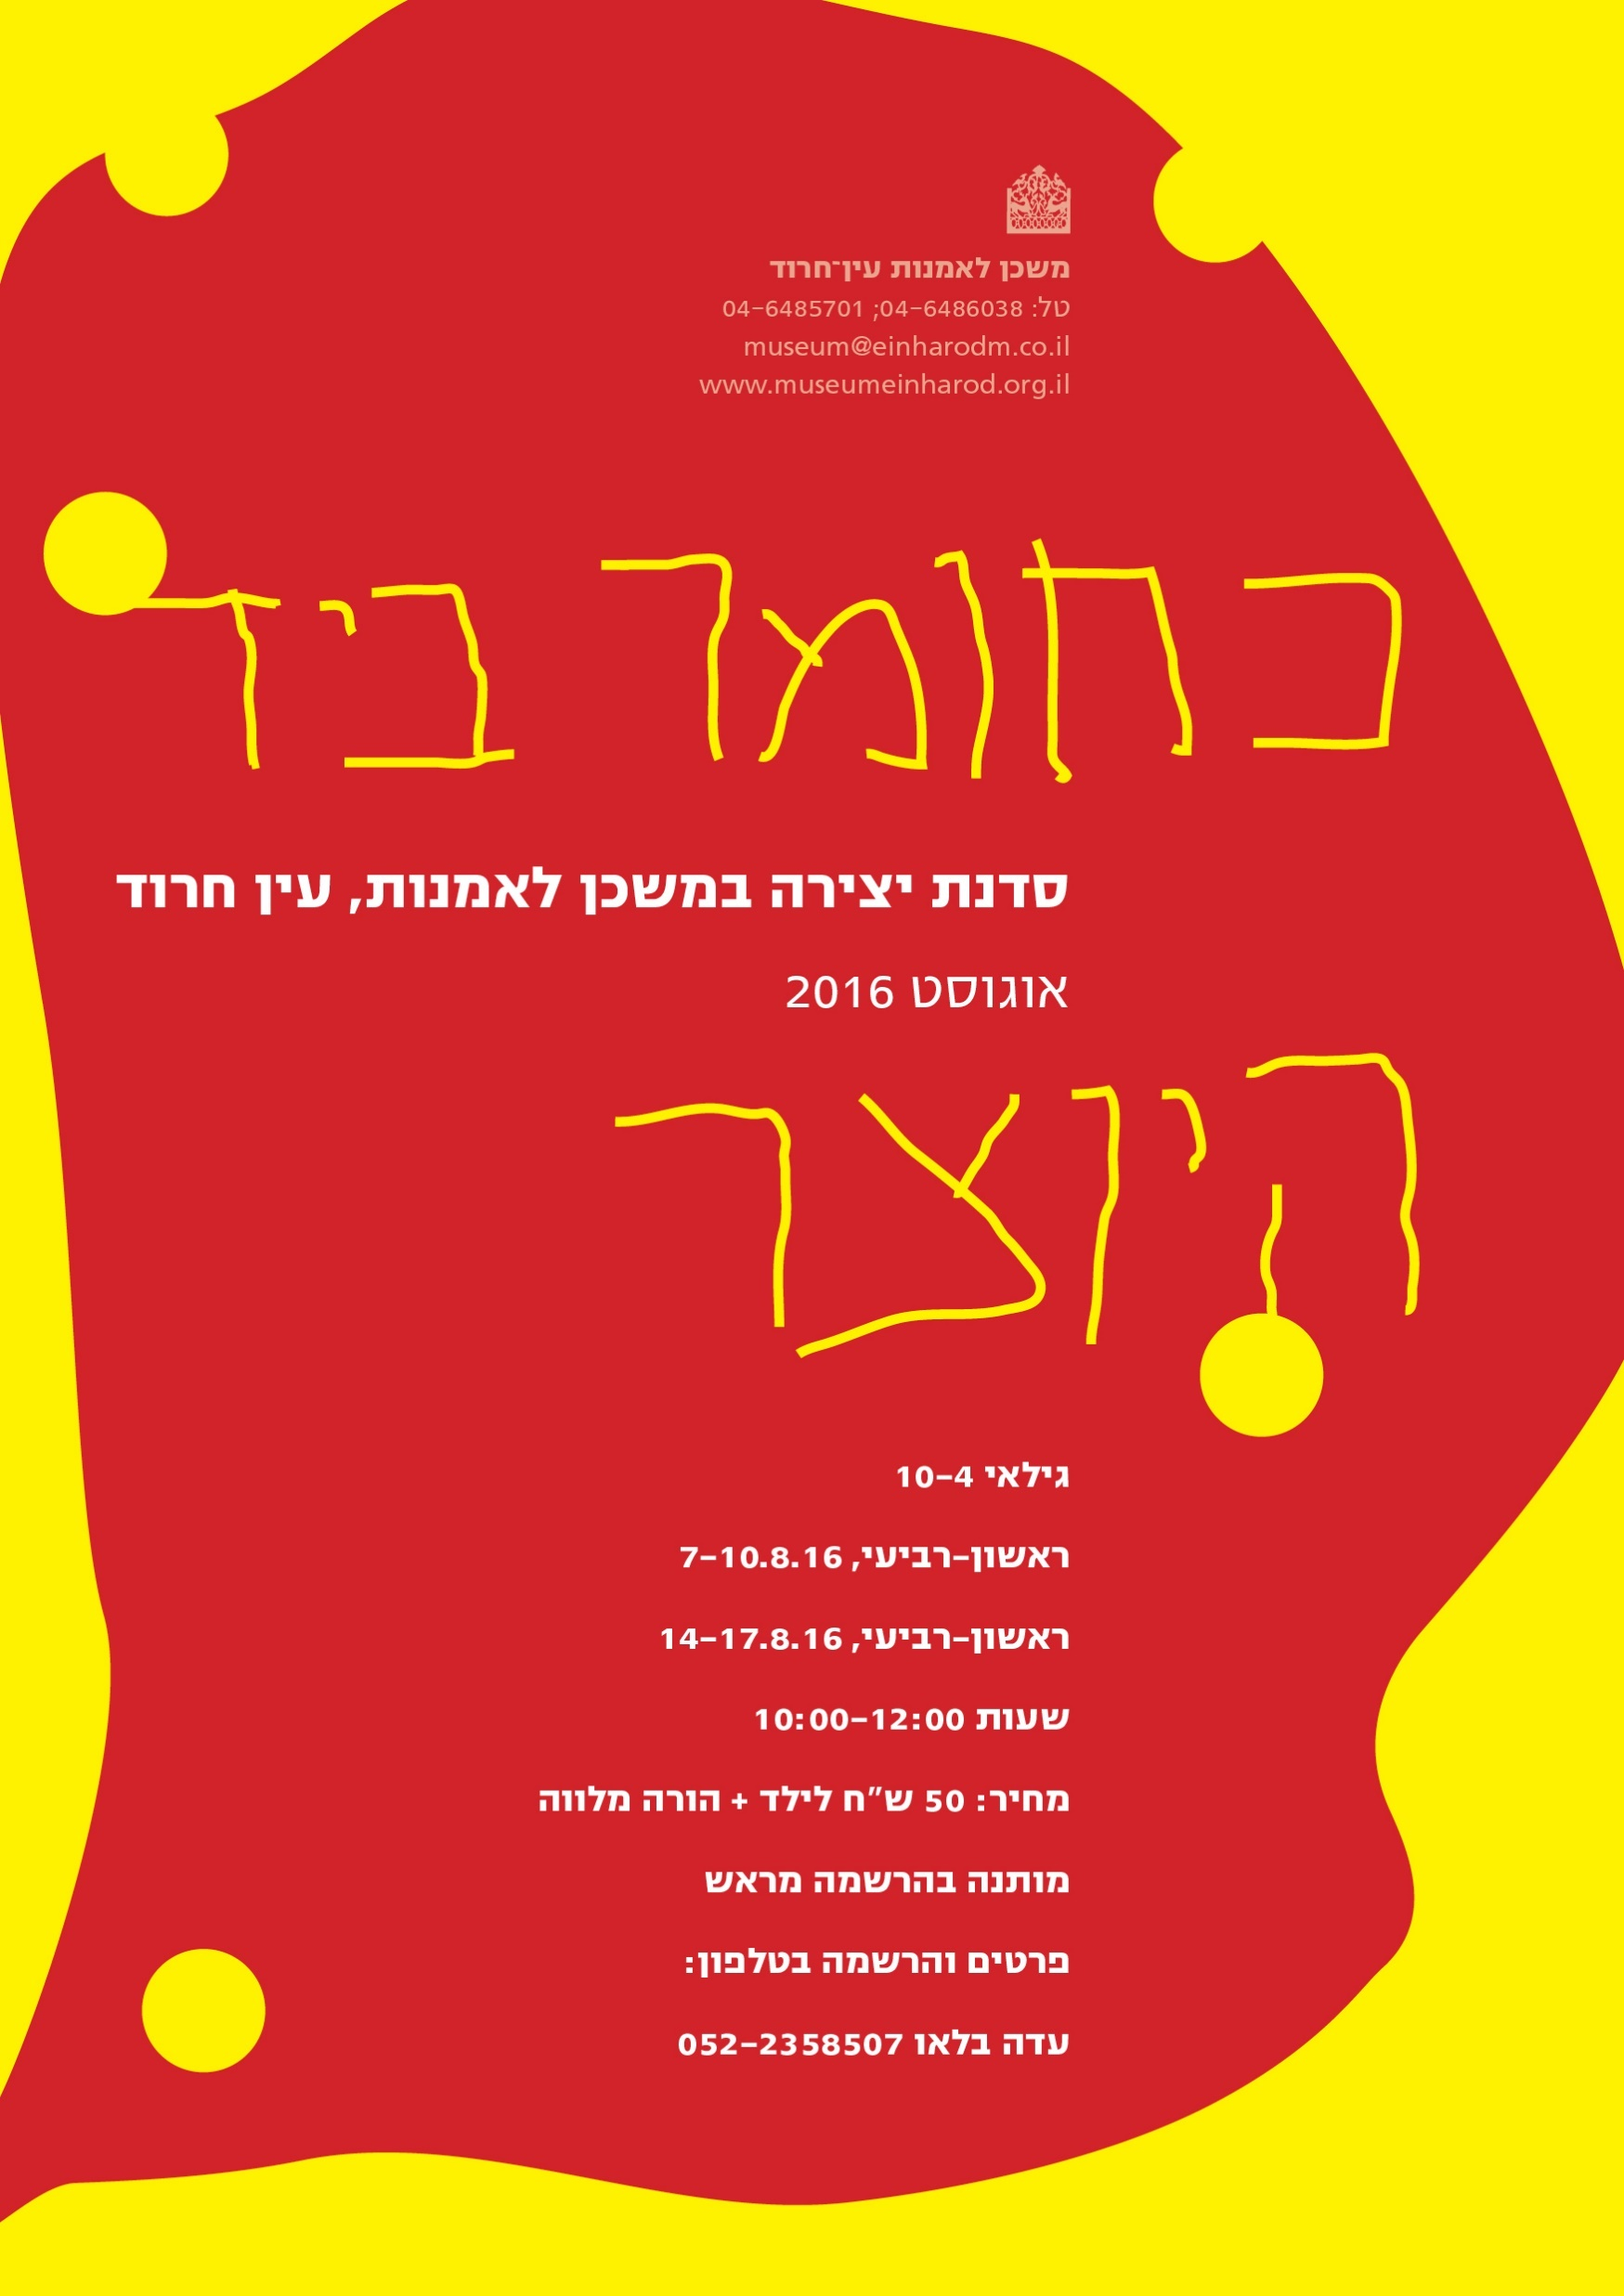 משכן לאמנות עין־חרוד
טל: 04-6486038; 04-6485701
museum@einharodm.co.il
www.museumeinharod.org.il
כחומר ביד
סדנת יצירה במשכן לאמנות, עין חרוד
אוגוסט 2016
היוצר
גילאי 10-4
ראשון-רביעי, 7-10.8.16
ראשון-רביעי, 14-17.8.16
שעות 10:00-12:00
מחיר: 50 ש"ח לילד + הורה מלווה
מותנה בהרשמה מראש
פרטים והרשמה בטלפון:
עדה בלאו 052-2358507